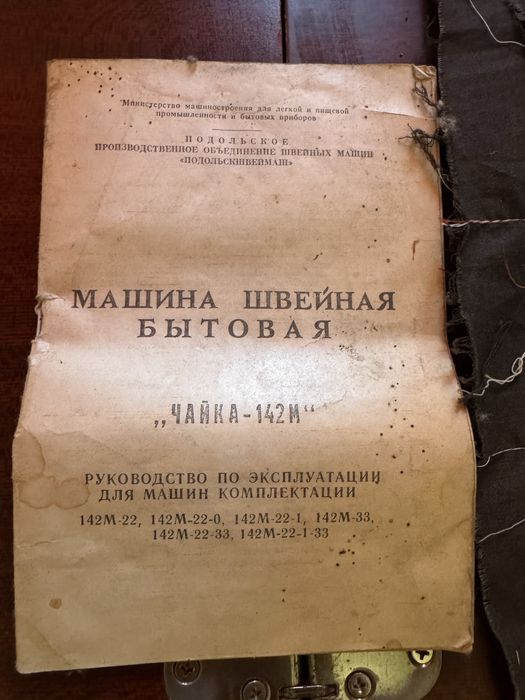 Министерство машиностроения для легкой и пищевой
промышленности и бытовых приборов
ПОДОЛЬСКОЕ
ПРОИЗВОДСТВЕННОЕ ОБЪЕДИНЕНИЕ ШВЕЙНЫХ МАШИН
«ПОДОЛЬСКШВЕЙМАШ»
МАШИНА ШВЕЙНАЯ
БЫТОВАЯ
„ЧАЙКА-142М"
РУКОВОДСТВО ПО ЭКСПЛУАТАЦИИ
ДЛЯ МАШИН КОМПЛЕКТАЦИИ
142М-22, 142М-22-0, 142М-22-1, 142М-33,
142М-22-33, 142М-22-1-33